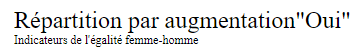 Répartition par augmentation"Oui"
Indicateurs de l'égalité femme-homme